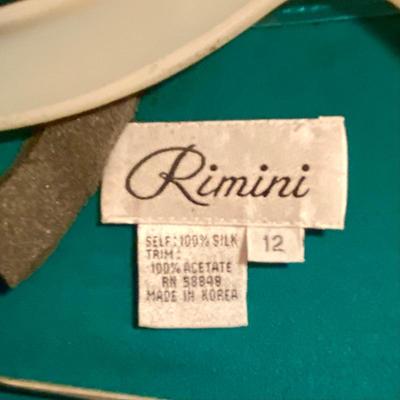 Rimini
SELF: 100% SILK
TRIM:
100% ACETATE
RN 58848
MADE IN KOREA
12